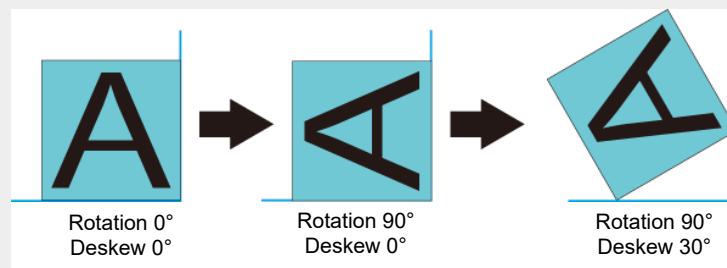 A
A
A
Rotation 0°
Deskew 0°
Rotation 90°
Deskew 0°
Rotation 90°
Deskew 30°